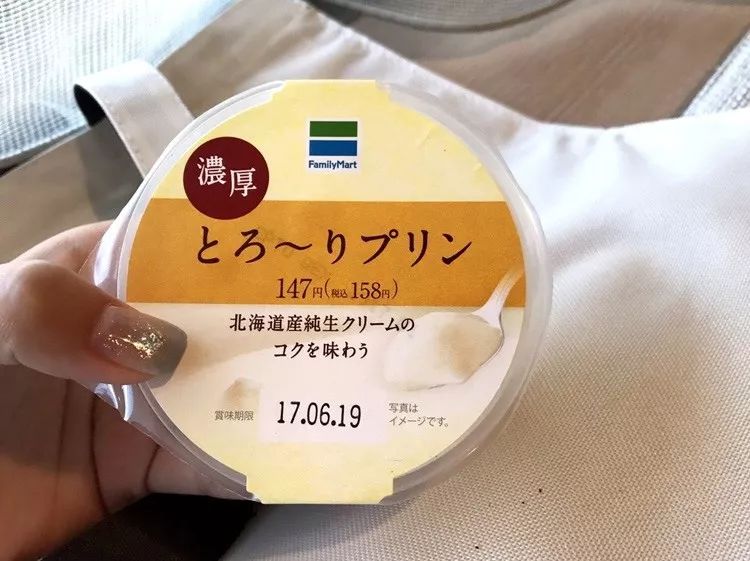 FamilyMart
濃厚
とろ〜りプリン
147円(税込158円)
北海道産純生クリームの
コクを味わう
賞味期限
17.06.19
写真は
イメージです。